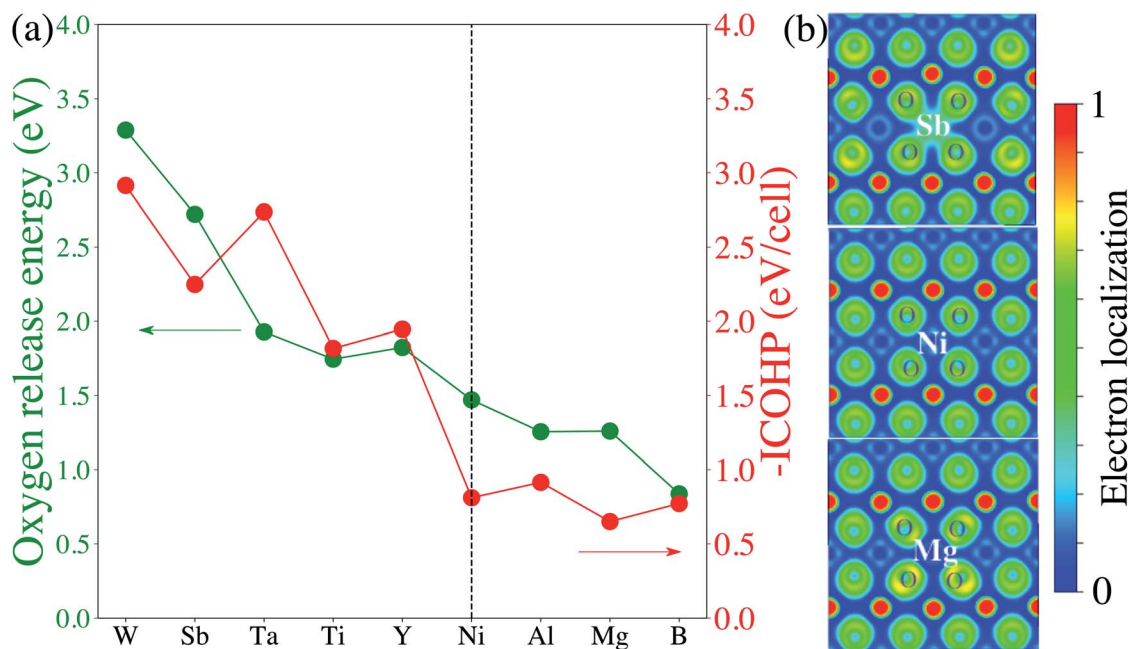 (a)
Oxygen release energy (eV)
4.0
3.5
3.0
2.5
2.0
1.5
1.0
0.5
0.0
W Sb Ta Ti Y Ni Al Mg B
4.0
3.5
3.0
2.5
2.0
1.5
1.0
0.5
0.0
-ICOHP (eV/cell)
(b)
O O
Sb
O O
O O
Ni
O O
O O
Mg
O O
1
0
Electron localization